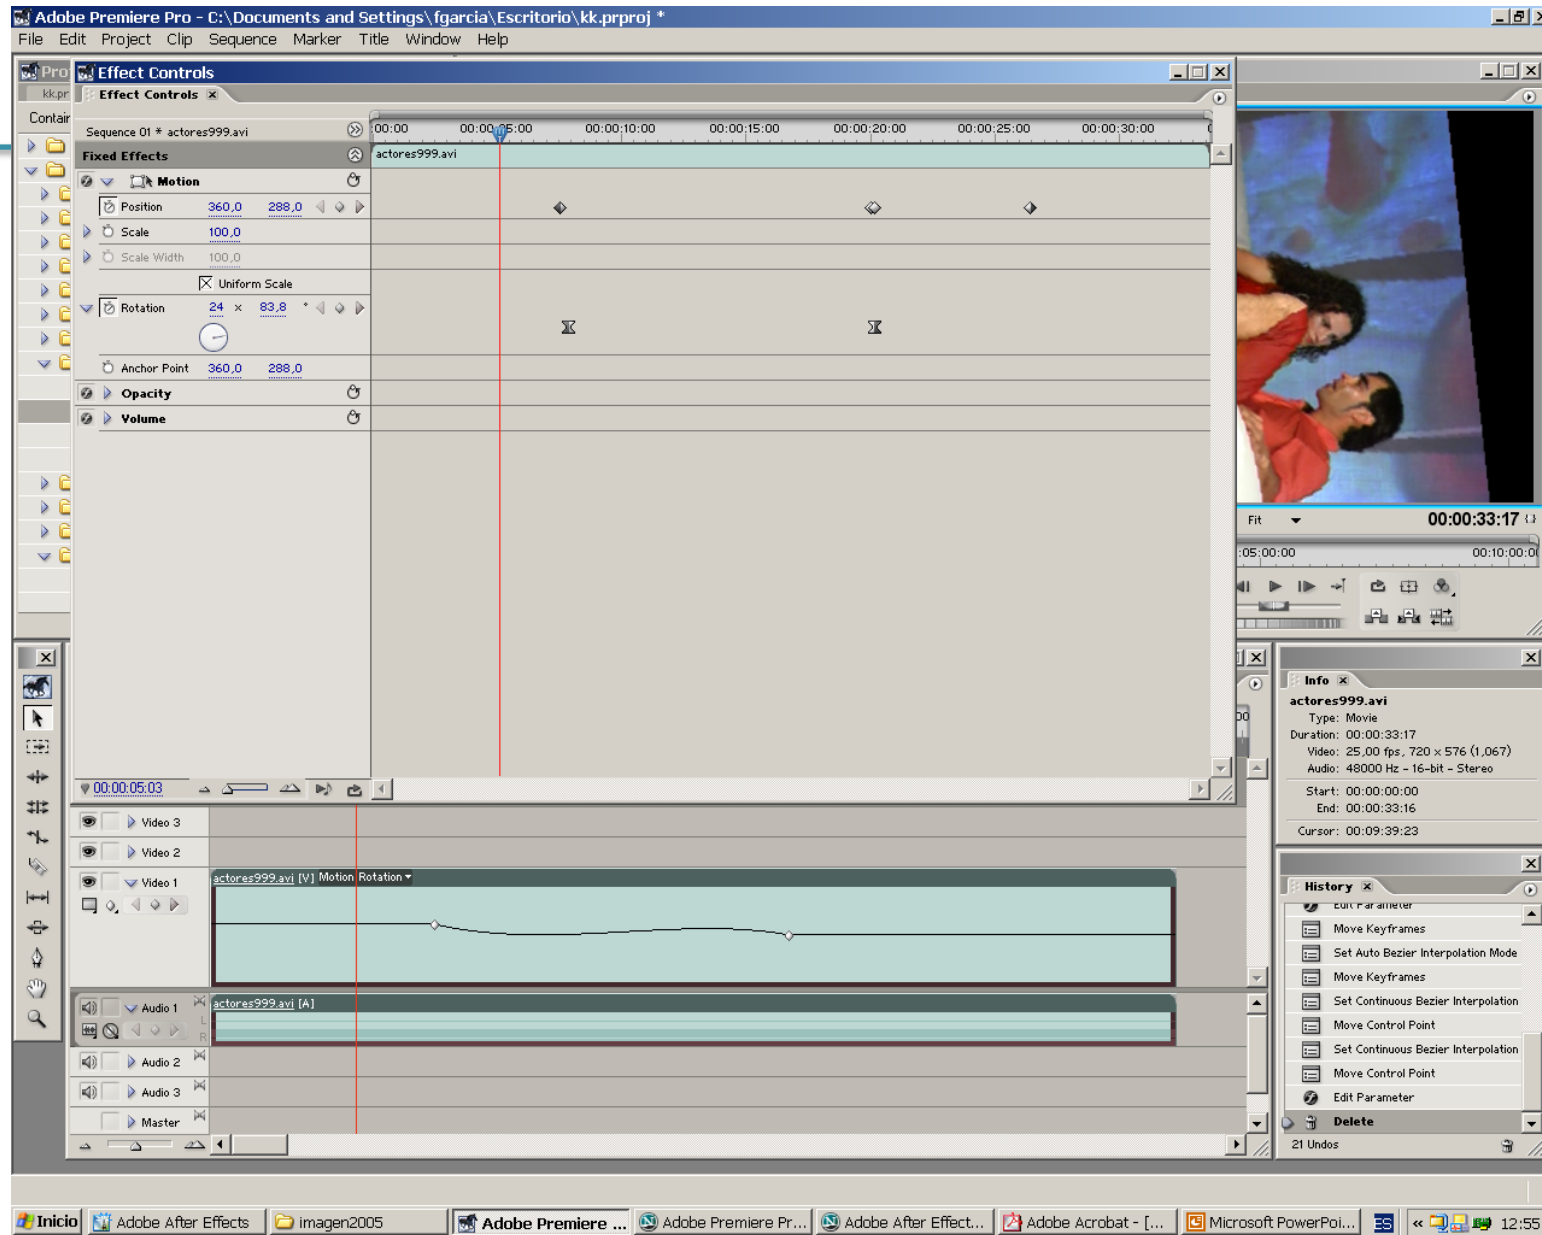 Adobe Premiere Pro - C:\Documents and Settings\fgarcia\Escritorio\kk.prproj *
File Edit Project Clip Sequence Marker Title Window Help
Pro
Effect Controls
kk.pr
Effect Controls
Contair
Sequence 01 * actores999.avi
:00:00 00:00:05:00 00:00:10:00 00:00:15:00 00:00:20:00 00:00:25:00 00:00:30:00
Fixed Effects
actores999.avi
Motion
Position 360,0 288,0
Scale 100,0
Scale Width 100,0
Uniform Scale
Rotation 24 x 83,8 °
Anchor Point 360,0 288,0
Opacity
Volume
Fit
00:00:33:17
:05:00:00 00:10:00:0
00:00:05:03
Video 3
Video 2
Video 1
actores999.avi [V] Motion:Rotation
Audio 1
actores999.avi [A]
L
R
Audio 2
Audio 3
Master
00
Info
actores999.avi
Type: Movie
Duration: 00:00:33:17
Video: 25,00 fps, 720 x 576 (1,067)
Audio: 48000 Hz - 16-bit - Stereo
Start: 00:00:00:00
End: 00:00:33:16
Cursor: 00:09:39:23
History
Edit Parameter
Move Keyframes
Set Auto Bezier Interpolation Mode
Move Keyframes
Set Continuous Bezier Interpolation
Move Control Point
Set Continuous Bezier Interpolation
Move Control Point
Edit Parameter
Delete
21 Undos
Inicio
Adobe After Effects
imagen2005
Adobe Premiere ...
Adobe Premiere Pr...
Adobe After Effect...
Adobe Acrobat - [...
Microsoft PowerPoi...
ES
«
12:55